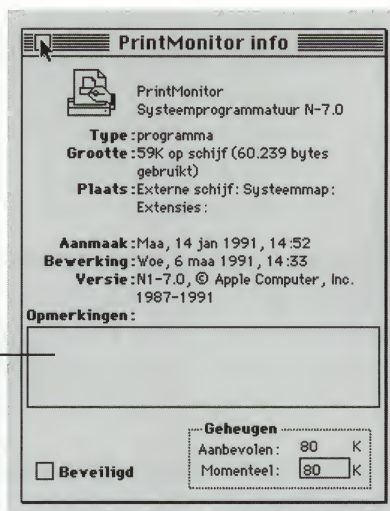 PrintMonitor info
PrintMonitor
Systeemprogrammatuur N-7.0
Type: programma
Grootte: 59K op schijf (60.239 bytes
gebruikt)
Plaats: Externe schijf: Systeemmap:
Extensies:
Aanmaak: Maa, 14 jan 1991, 14:52
Bewerking: Woe, 6 maa 1991, 14:33
Versie: N1-7.0, © Apple Computer, Inc.
1987-1991
Opmerkingen:
Geheugen
Aanbevolen: 80 K
Beveiligd
Momenteel: 80 K